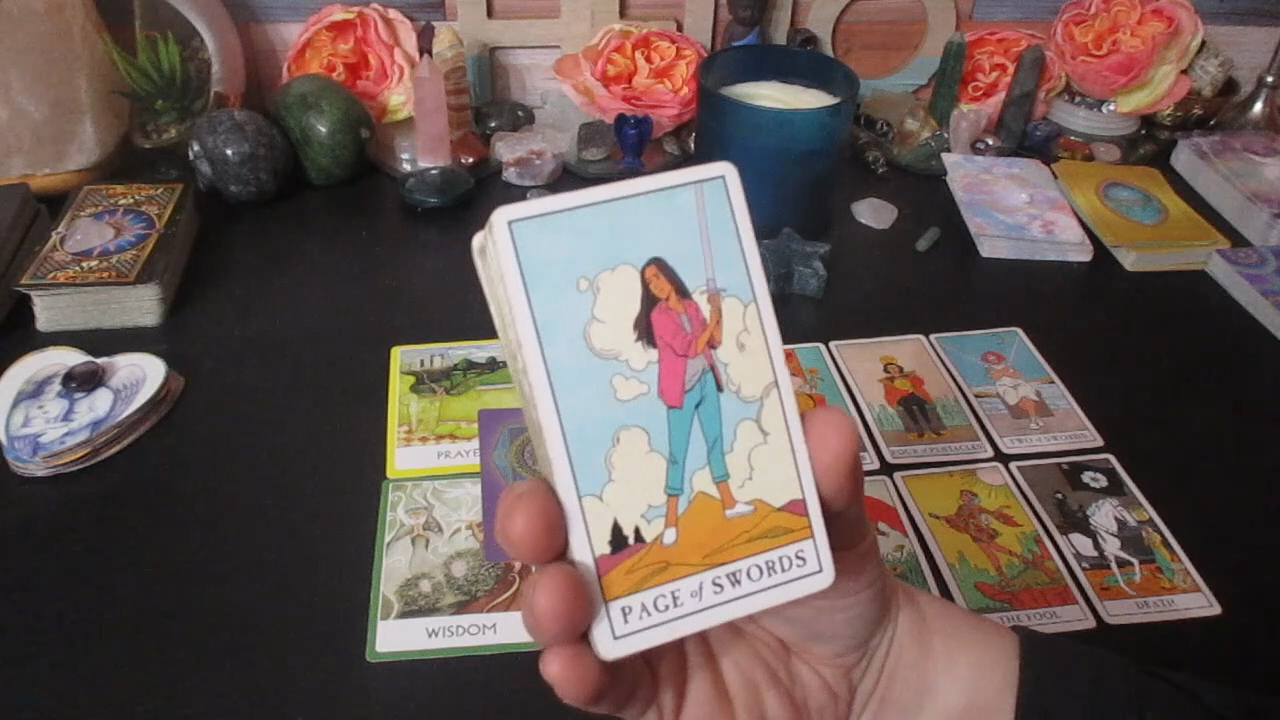 PAGE of SWORDS
PRAYE
WISDOM
FOUR of PENTACLES
TWO of SWORDS
THE FOOL
DEATH